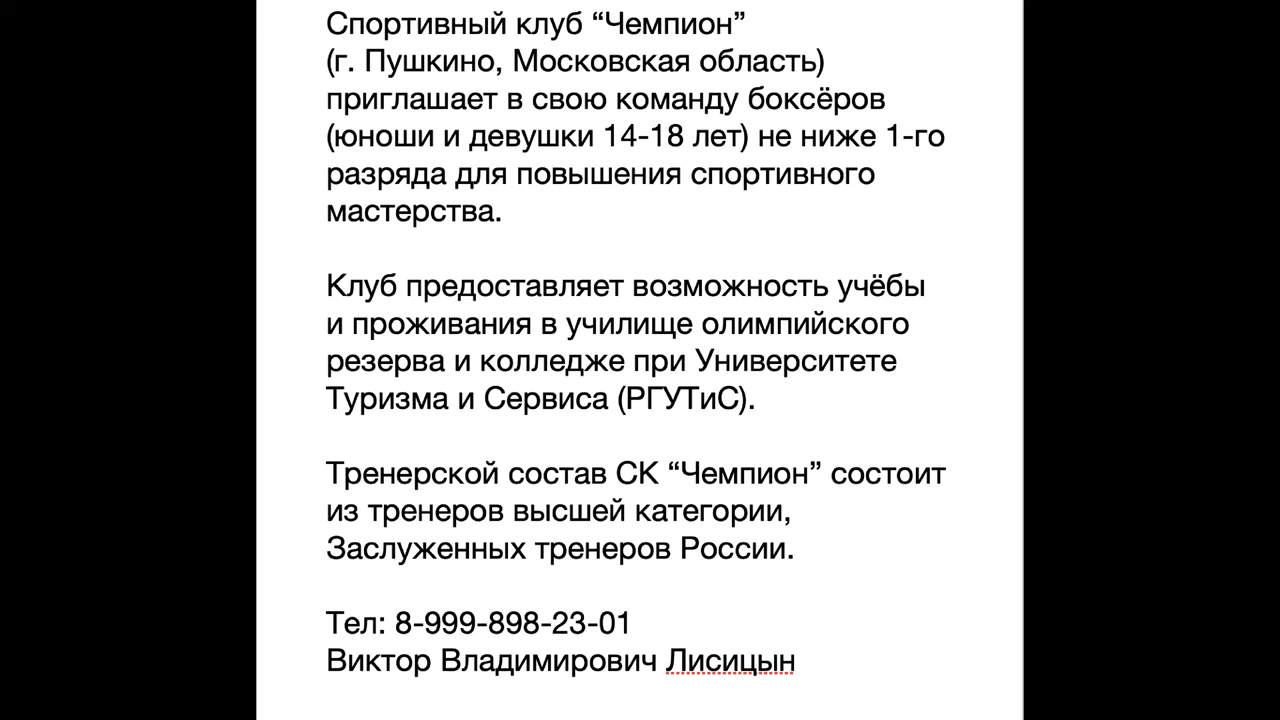 Спортивный клуб “Чемпион”
(г. Пушкино, Московская область)
приглашает в свою команду боксёров
(юноши и девушки 14-18 лет) не ниже 1-го
разряда для повышения спортивного
мастерства.
Клуб предоставляет возможность учёбы
и проживания в училище олимпийского
резерва и колледже при Университете
Туризма и Сервиса (РГУТиС).
Тренерской состав СК “Чемпион” состоит
из тренеров высшей категории,
Заслуженных тренеров России.
Тел: 8-999-898-23-01
Виктор Владимирович Лисицын